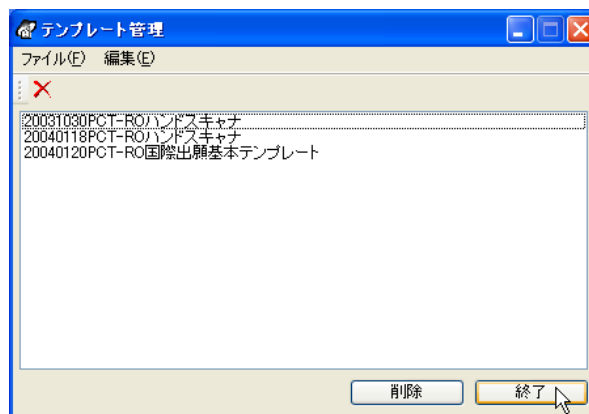 テンプレート管理
ファイル(F) 編集(E)
20031030PCT-ROハンドスキャナ
20040118PCT-ROハンドスキャナ
20040120PCT-RO国際出願基本テンプレート
削除 終了